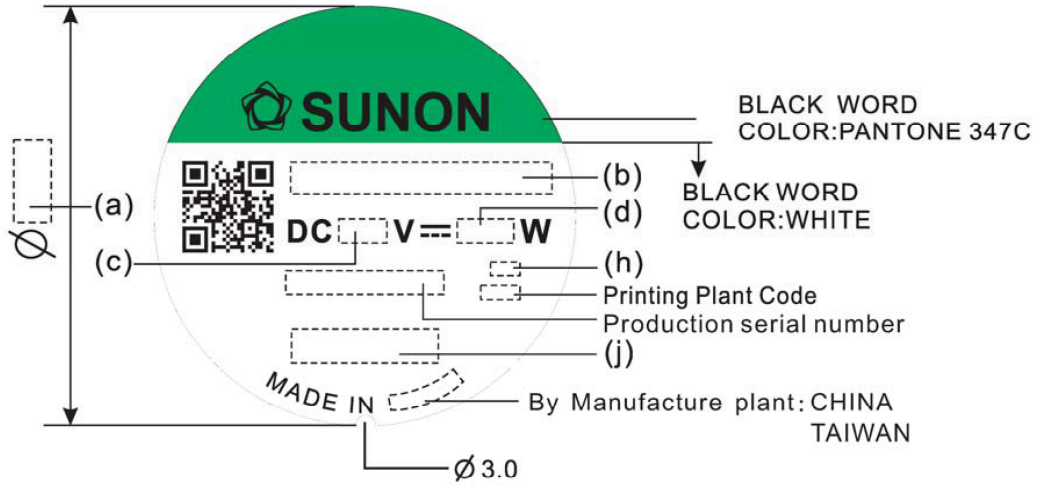 SUNON
BLACK WORD
COLOR:PANTONE 347C
BLACK WORD
COLOR:WHITE
(a)
(b)
DC V W
(d)
(c)
(h)
Printing Plant Code
Production serial number
(j)
MADE IN
By Manufacture plant: CHINA
TAIWAN
Ø
Ø 3.0